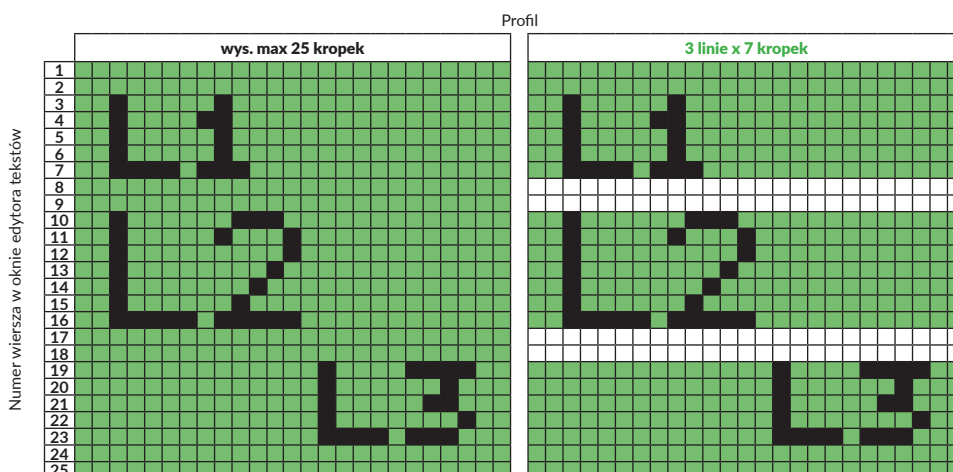 Profil
wys. max 25 kropek
3 linie x 7 kropek
Numer wiersza w oknie edytora tekstów
1
2
3
4
5
6
7
8
9
10
11
12
13
14
15
16
17
18
19
20
21
22
23
24
25
L1
L2
L3
L1
L2
L3